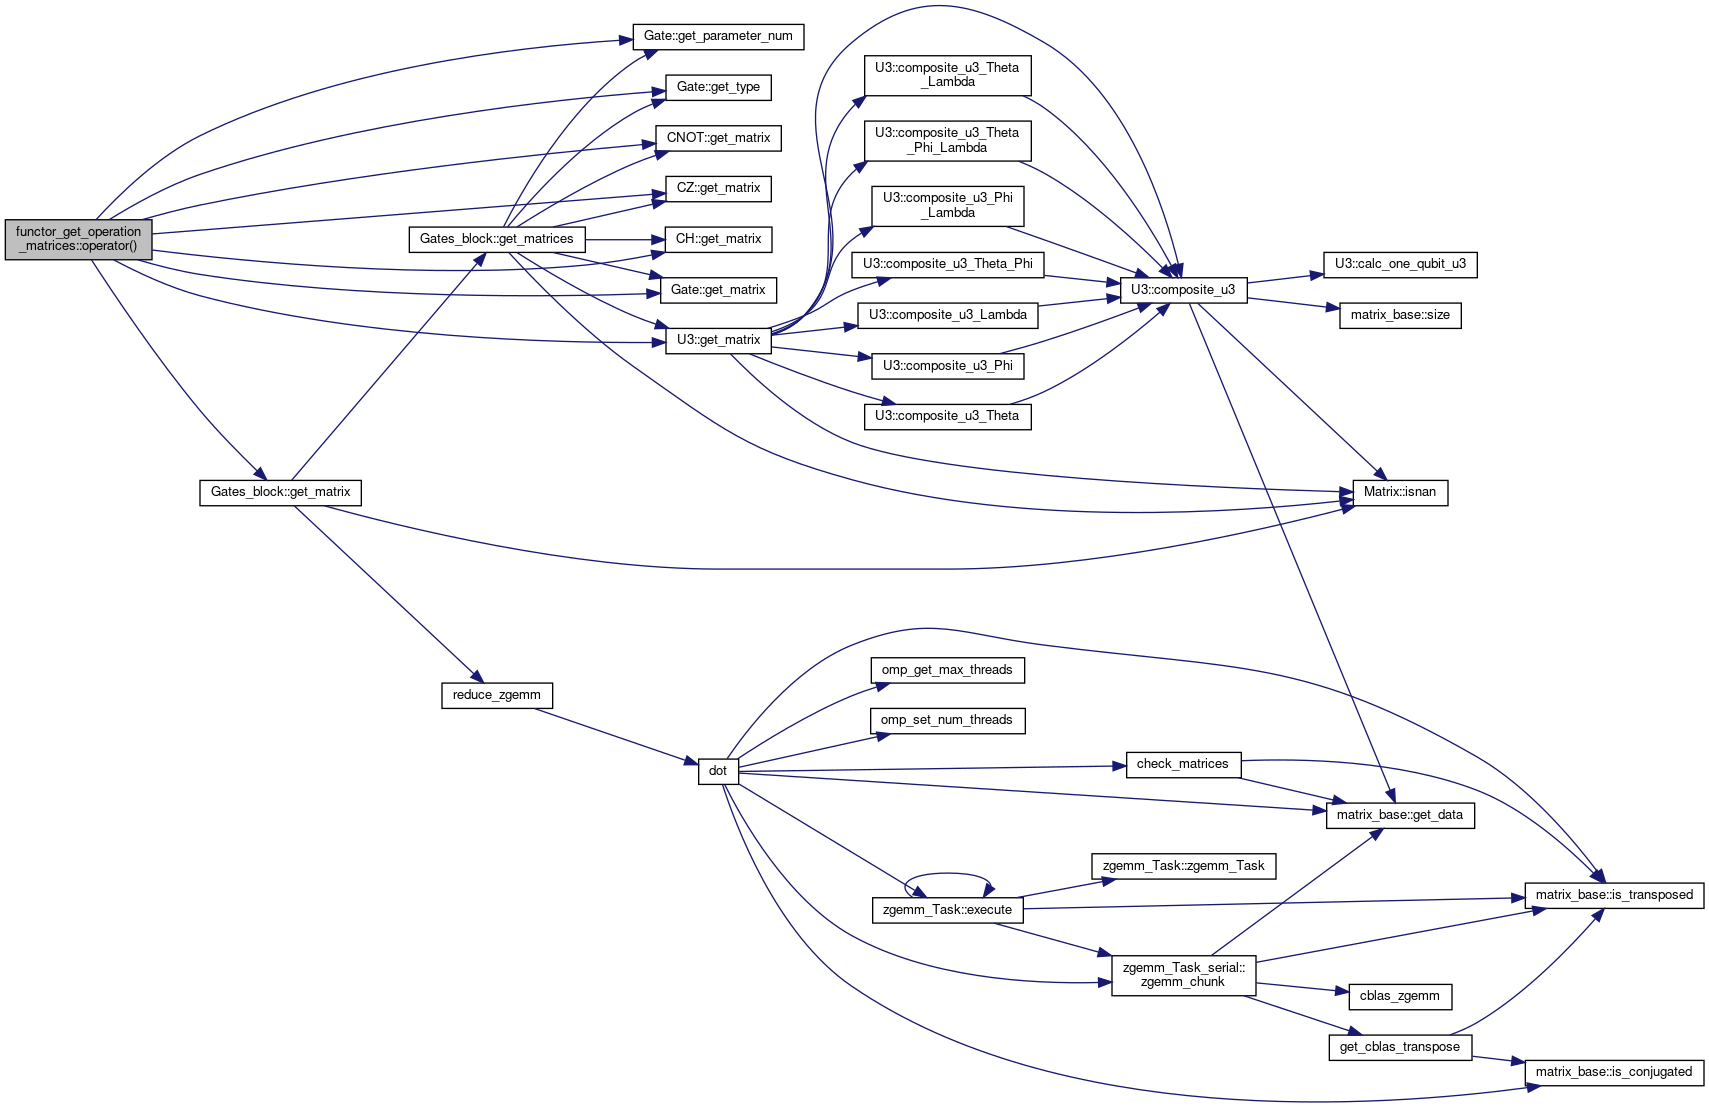 functor_get_operation
_matrices::operator()
Gate::get_parameter_num
Gate::get_type
CNOT::get_matrix
CZ::get_matrix
CH::get_matrix
Gate::get_matrix
U3::get_matrix
Gates_block::get_matrices
Gates_block::get_matrix
reduce_zgemm
dot
U3::composite_u3_Theta
_Lambda
U3::composite_u3_Theta
_Phi_Lambda
U3::composite_u3_Phi
_Lambda
U3::composite_u3_Theta_Phi
U3::composite_u3_Lambda
U3::composite_u3_Phi
U3::composite_u3_Theta
U3::composite_u3
U3::calc_one_qubit_u3
matrix_base::size
Matrix::isnan
omp_get_max_threads
omp_set_num_threads
check_matrices
matrix_base::get_data
zgemm_Task::zgemm_Task
zgemm_Task::execute
matrix_base::is_transposed
zgemm_Task_serial::
zgemm_chunk
cblas_zgemm
get_cblas_transpose
matrix_base::is_conjugated